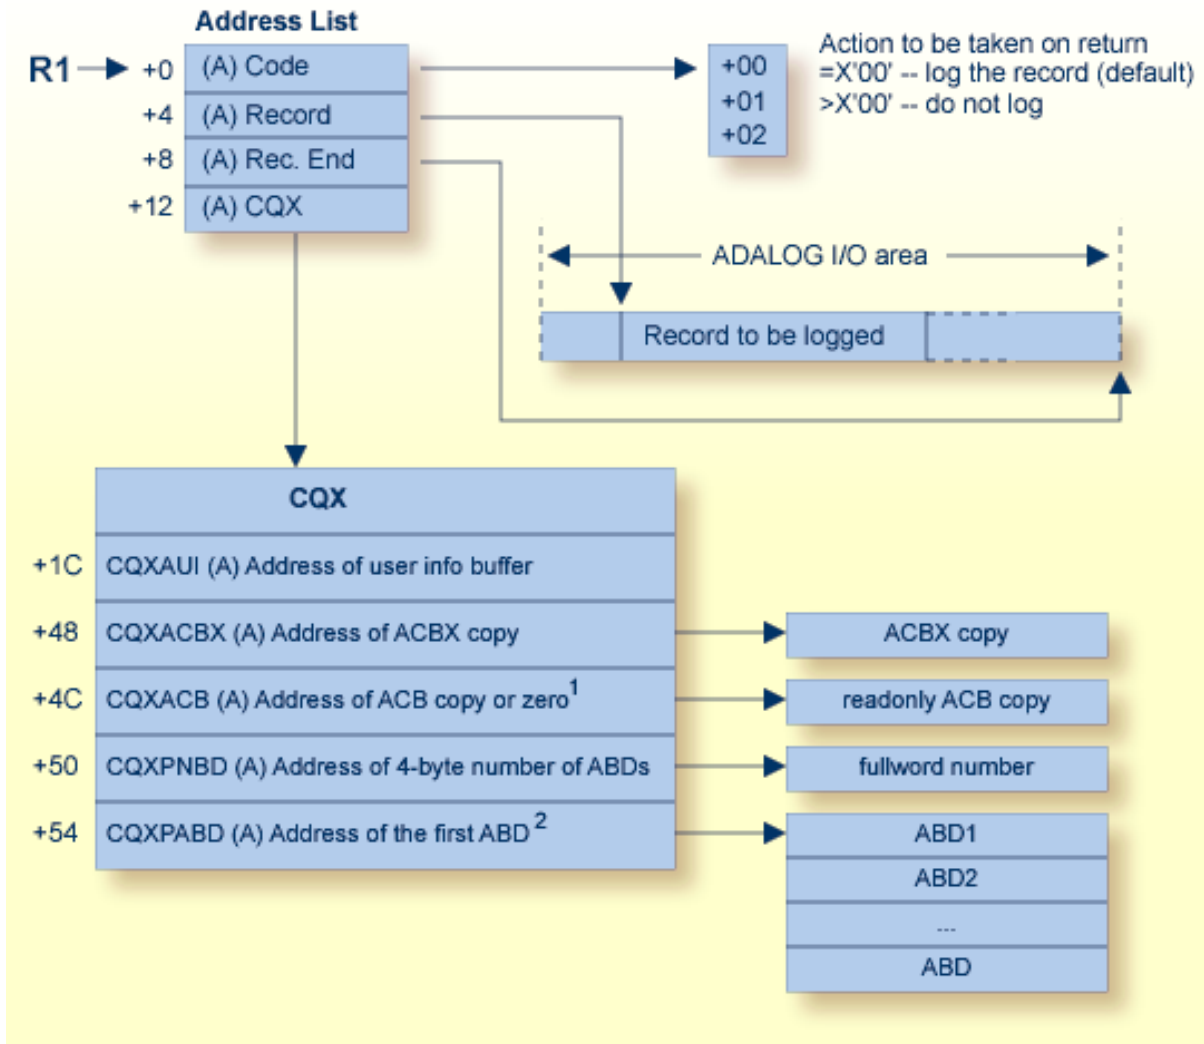 Address List
R1
+0 (A) Code
+4 (A) Record
+8 (A) Rec. End
+12 (A) CQX
+00
+01
+02
Action to be taken on return
=X'00' -- log the record (default)
>X'00' -- do not log
ADALOG I/O area
Record to be logged
CQX
+1C CQXAUI (A) Address of user info buffer
+48 CQXACBX (A) Address of ACBX copy
ACBX copy
+4C CQXACB (A) Address of ACB copy or zero1
readonly ACB copy
+50 CQXPNBD (A) Address of 4-byte number of ABDs
fullword number
+54 CQXPABD (A) Address of the first ABD2
ABD1
ABD2
...
ABD